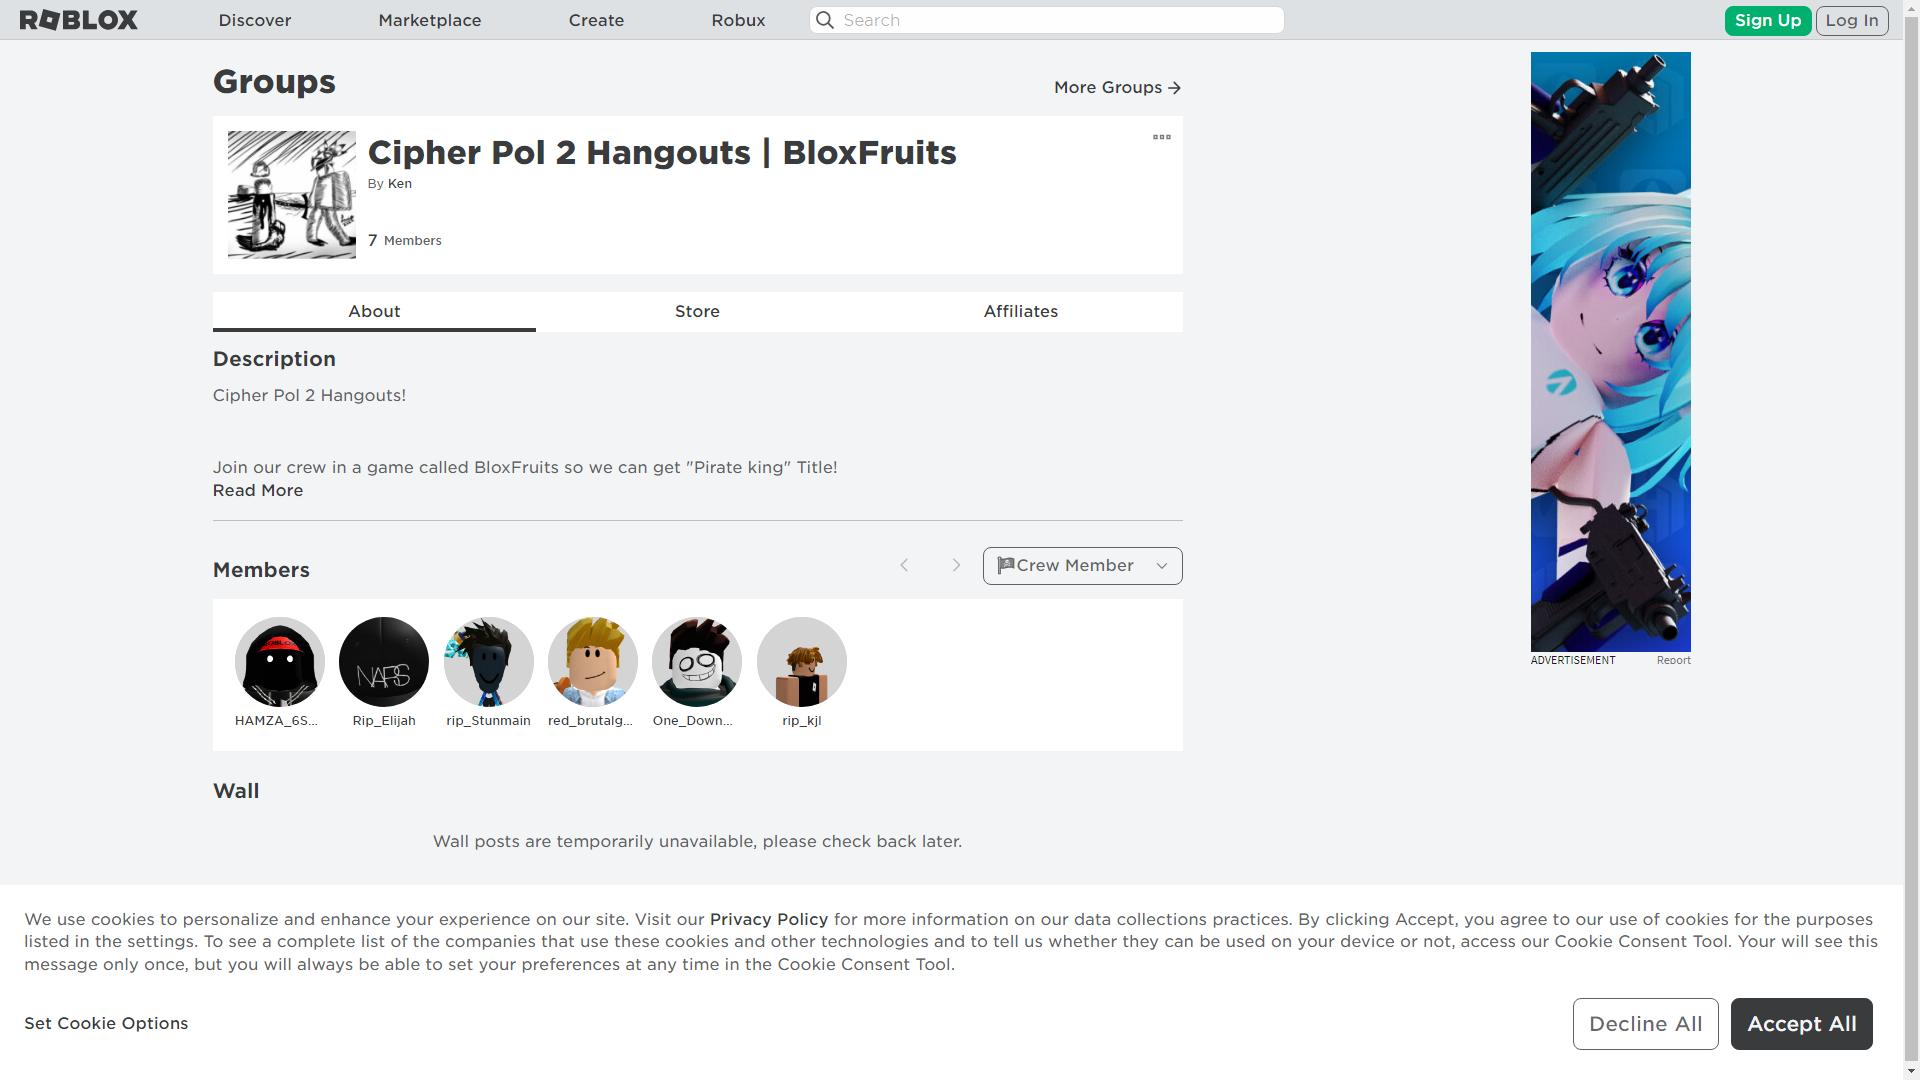 ROBLOX
Discover
Marketplace
Create
Robux
Search
Sign Up
Log In
Groups
More Groups →
Cipher Pol 2 Hangouts | BloxFruits
By Ken
7 Members
About
Store
Affiliates
Description
Cipher Pol 2 Hangouts!
Join our crew in a game called BloxFruits so we can get "Pirate king" Title!
Read More
Members
Crew Member
ROBLOX
NARS
HAMZA_6S...
Rip_Elijah
rip_Stunmain
red_brutalg...
One_Down...
rip_kjl
Wall
Wall posts are temporarily unavailable, please check back later.
ADVERTISEMENT
Report
We use cookies to personalize and enhance your experience on our site. Visit our Privacy Policy for more information on our data collections practices. By clicking Accept, you agree to our use of cookies for the purposes
listed in the settings. To see a complete list of the companies that use these cookies and other technologies and to tell us whether they can be used on your device or not, access our Cookie Consent Tool. Your will see this
message only once, but you will always be able to set your preferences at any time in the Cookie Consent Tool.
Set Cookie Options
Decline All
Accept All